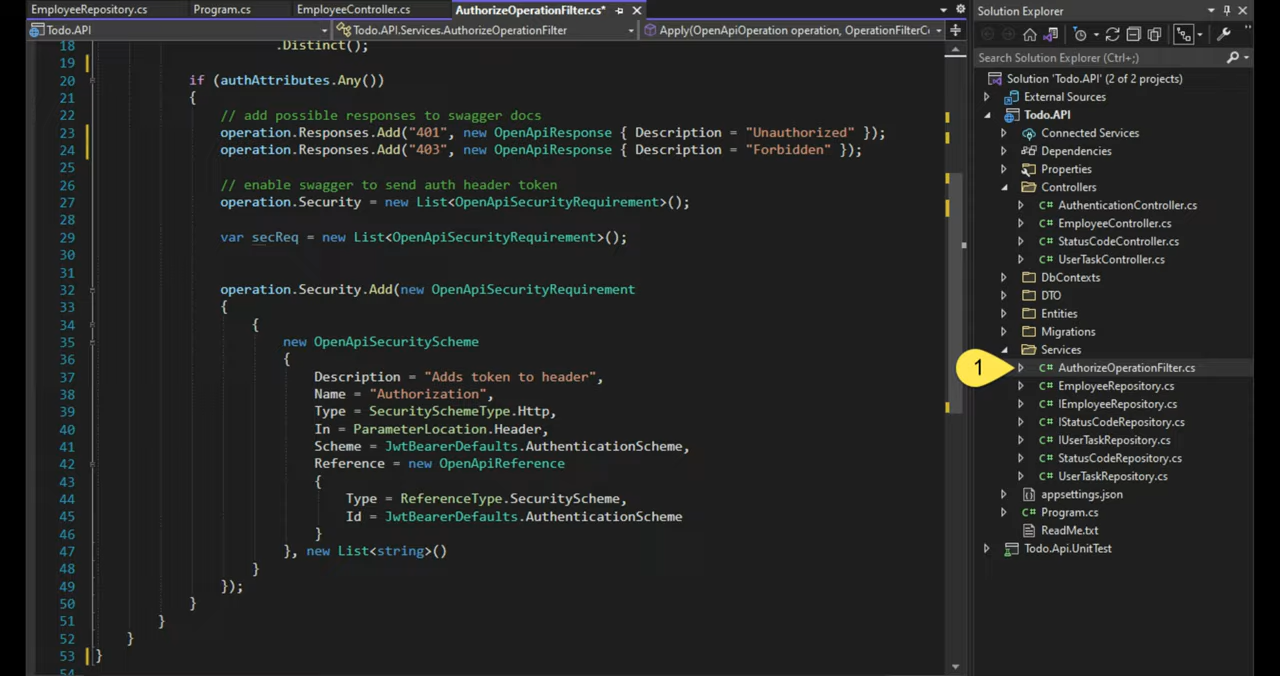 EmployeeRepository.cs
Program.cs
EmployeeController.cs
AuthorizeOperationFilter.cs*
Todo.API
Todo.API.Services.AuthorizeOperationFilter
Apply(OpenApiOperation operation, OperationFilterCo
18 .Distinct();
19
20 if (authAttributes.Any())
21 {
22 // add possible responses to swagger docs
23 operation.Responses.Add("401", new OpenApiResponse { Description = "Unauthorized" });
24 operation.Responses.Add("403", new OpenApiResponse { Description = "Forbidden" });
25
26 // enable swagger to send auth header token
27 operation.Security = new List<OpenApiSecurityRequirement>();
28
29 var secReq = new List<OpenApiSecurityRequirement>();
30
31
32 operation.Security.Add(new OpenApiSecurityRequirement
33 {
34 {
35 new OpenApiSecurityScheme
36 {
37 Description = "Adds token to header",
38 Name = "Authorization",
39 Type = SecuritySchemeType.Http,
40 In = ParameterLocation.Header,
41 Scheme = JwtBearerDefaults.AuthenticationScheme,
42 Reference = new OpenApiReference
43 {
44 Type = ReferenceType.SecurityScheme,
45 Id = JwtBearerDefaults.AuthenticationScheme
46 }
47 }, new List<string>()
48 }
49 });
50 }
51 }
52 }
53 }
54
Solution Explorer
Search Solution Explorer (Ctrl+;)
Solution 'Todo.API' (2 of 2 projects)
External Sources
Todo.API
Connected Services
Dependencies
Properties
Controllers
C# AuthenticationController.cs
C# EmployeeController.cs
C# StatusCodeController.cs
C# UserTaskController.cs
DbContexts
DTO
Entities
Migrations
Services
1
C# AuthorizeOperationFilter.cs
C# EmployeeRepository.cs
C# IEmployeeRepository.cs
C# IStatusCodeRepository.cs
C# IUserTaskRepository.cs
C# StatusCodeRepository.cs
C# UserTaskRepository.cs
appsettings.json
C# Program.cs
ReadMe.txt
Todo.Api.UnitTest